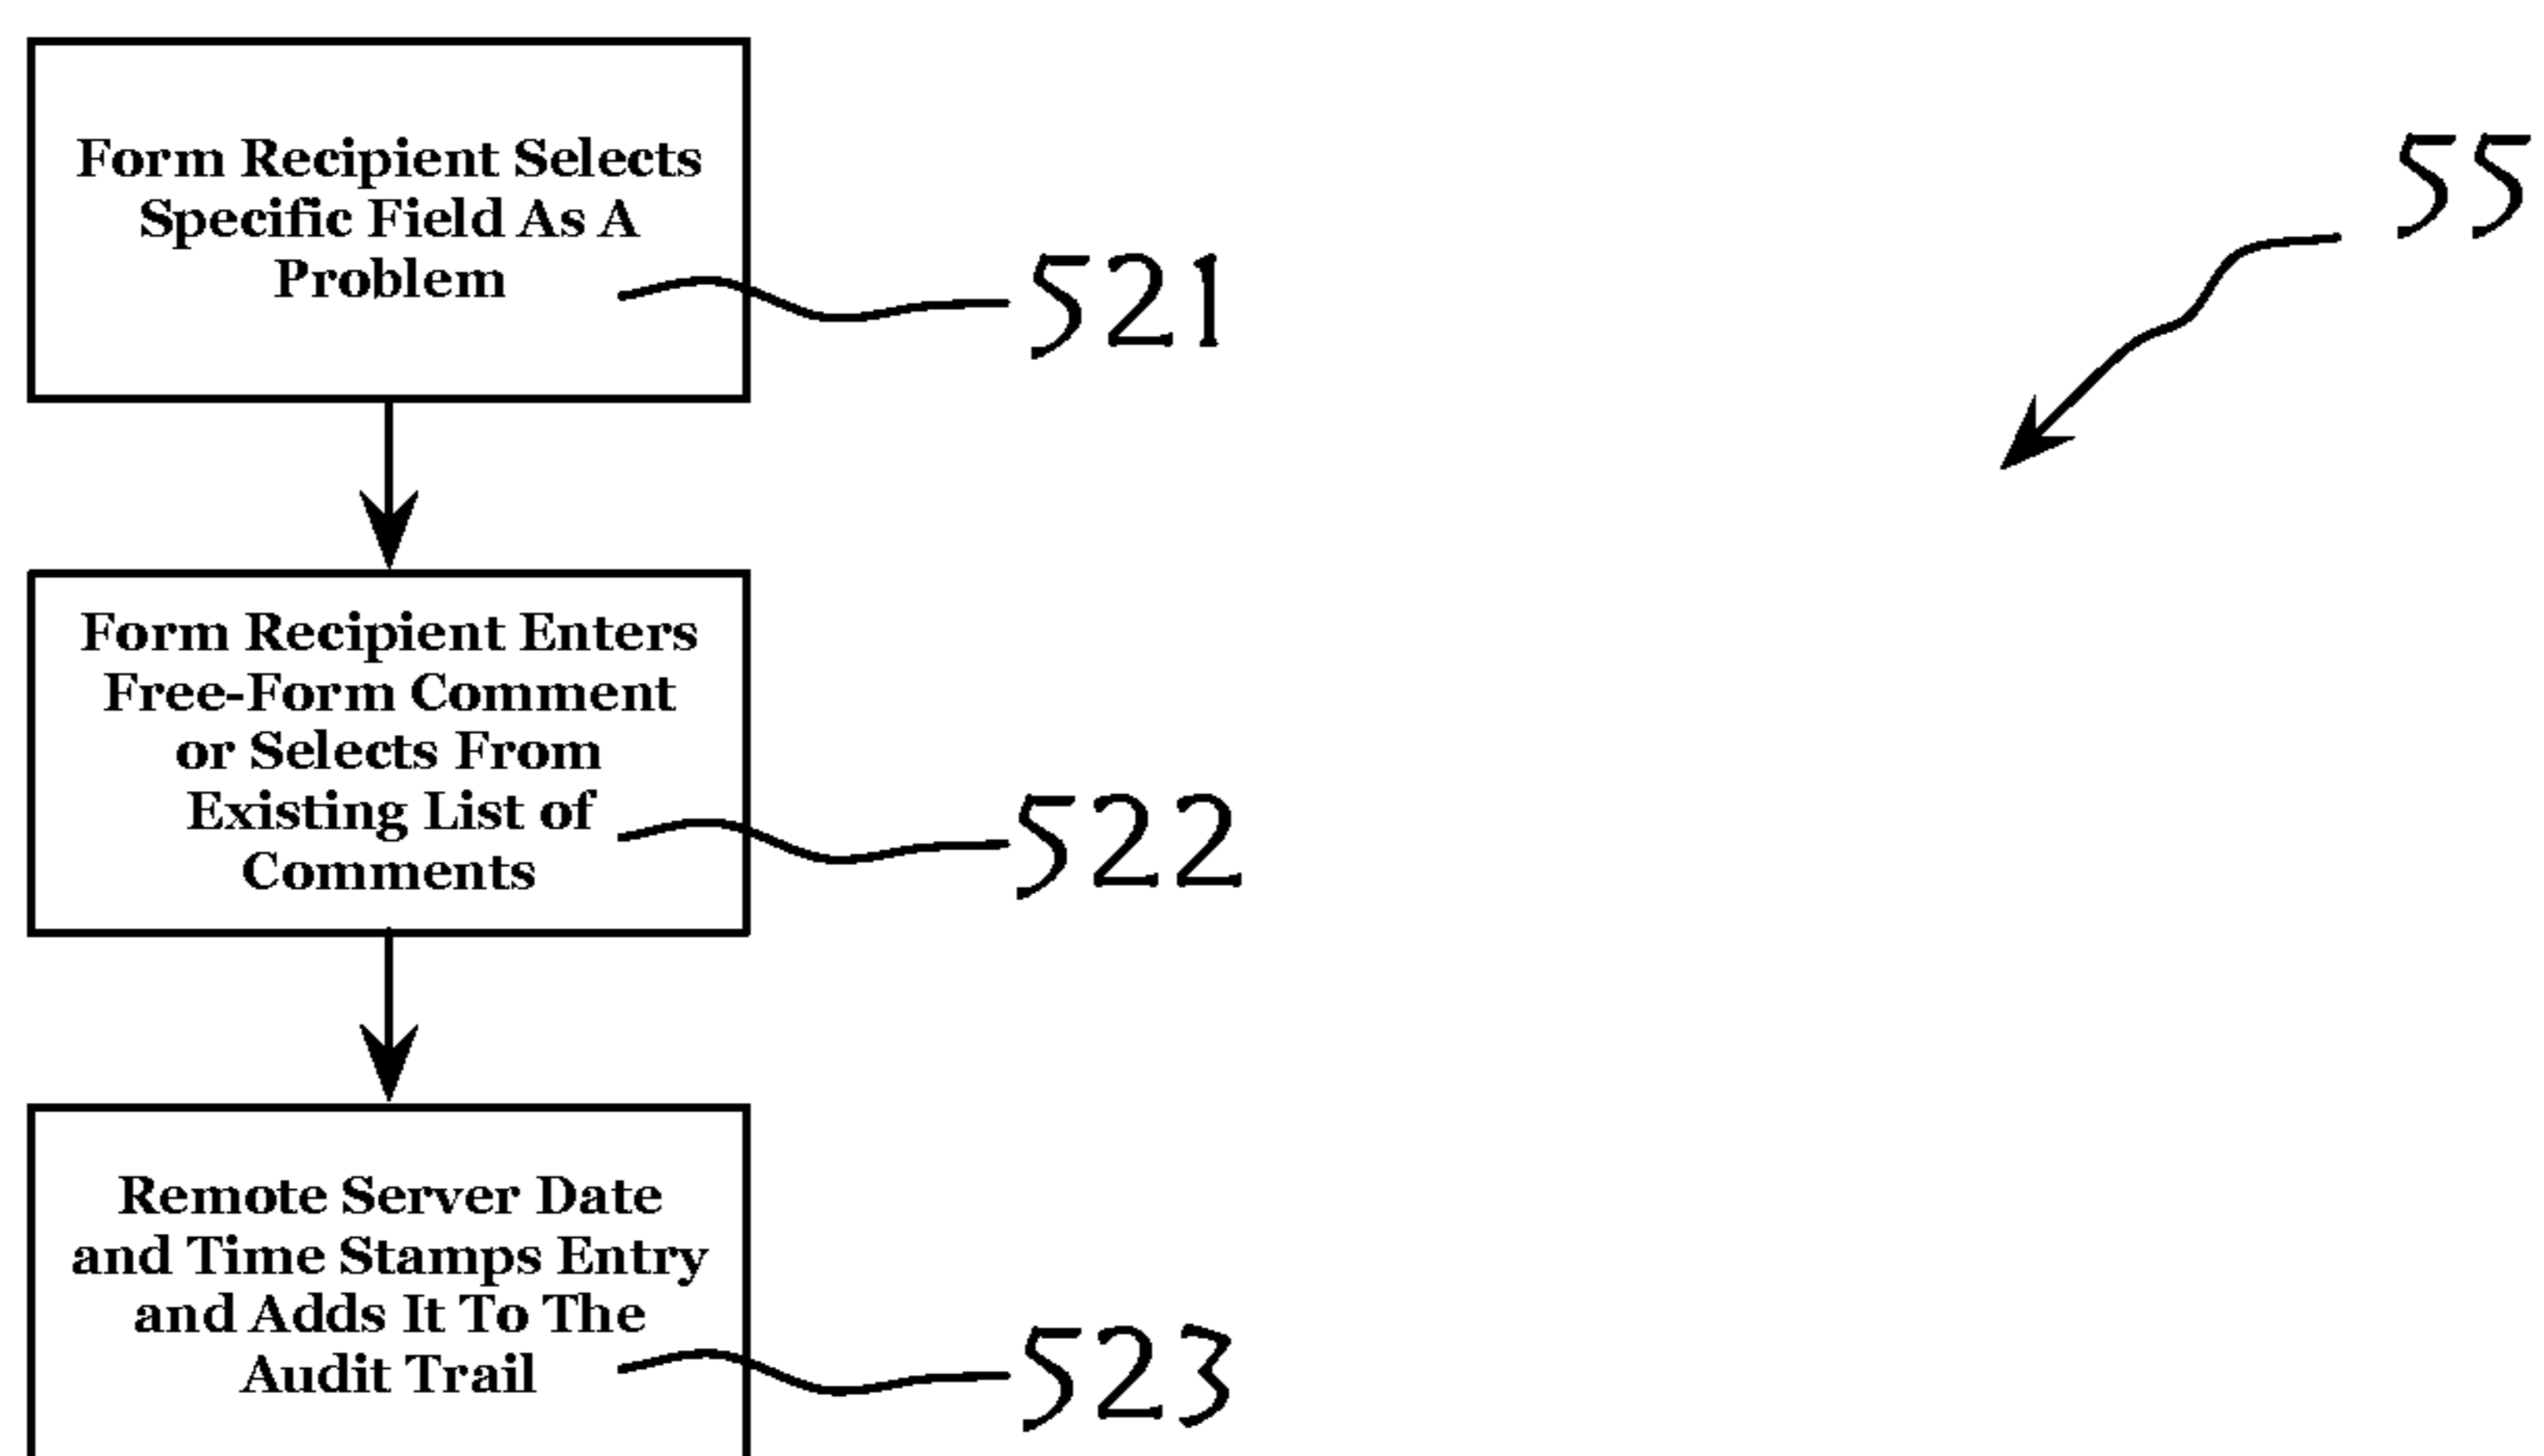 Form Recipient Selects
Specific Field As A
Problem
521
55
Form Recipient Enters
Free-Form Comment
or Selects From
Existing List of
Comments
522
Remote Server Date
and Time Stamps Entry
and Adds It To The
Audit Trail
523